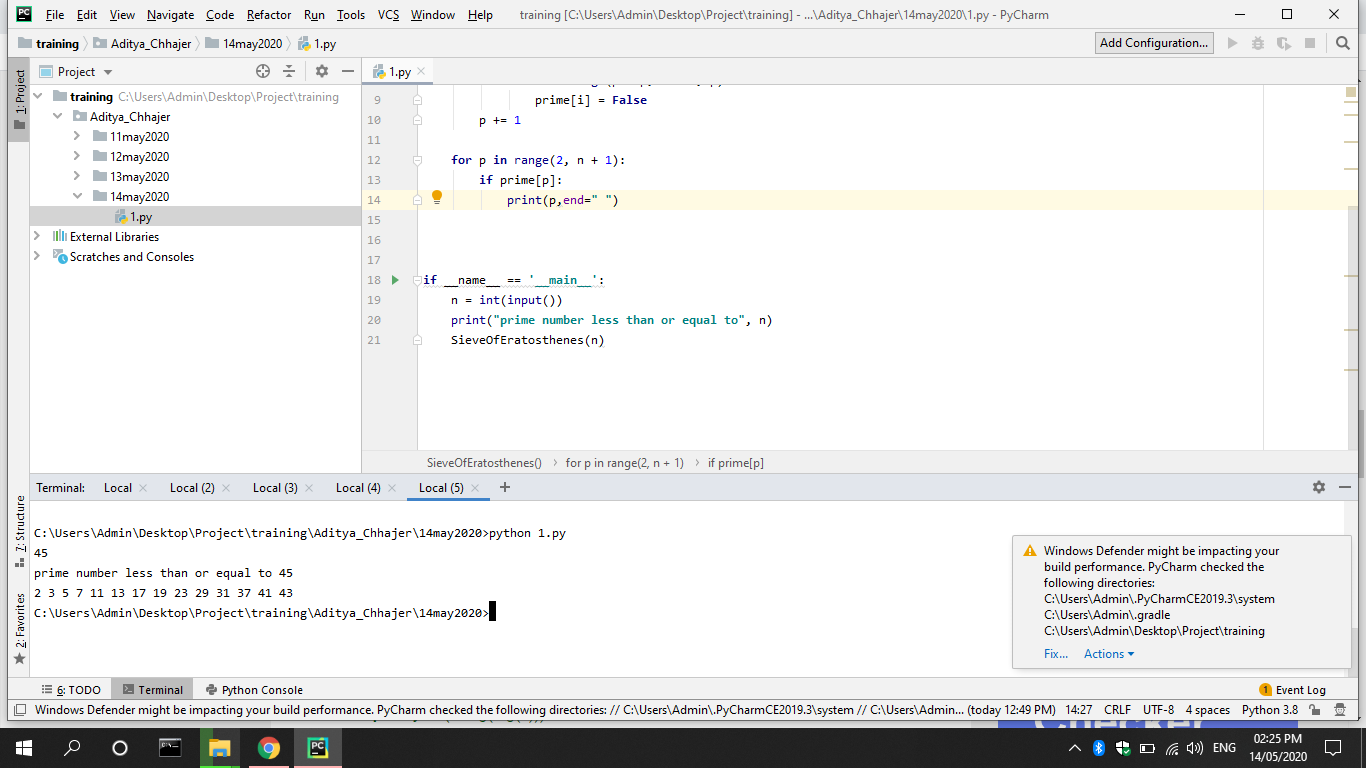 File Edit View Navigate Code Refactor Run Tools VCS Window Help training [C:\Users\Admin\Desktop\Project\training] - ...\Aditya_Chhajer\14may2020\1.py - PyCharm
training Aditya_Chhajer 14may2020 1.py Add Configuration...
1: Project
Project
training C:\Users\Admin\Desktop\Project\training
Aditya_Chhajer
11may2020
12may2020
13may2020
14may2020
1.py
External Libraries
Scratches and Consoles
1.py
9 prime[i] = False
10 p += 1
11
12 for p in range(2, n + 1):
13 if prime[p]:
14 print(p,end=" ")
15
16
17
18 if __name__ == '__main__':
19 n = int(input())
20 print("prime number less than or equal to", n)
21 SieveOfEratosthenes(n)
SieveOfEratosthenes() for p in range(2, n + 1) if prime[p]
Terminal: Local Local (2) Local (3) Local (4) Local (5)
7: Structure
2: Favorites
C:\Users\Admin\Desktop\Project\training\Aditya_Chhajer\14may2020>python 1.py
45
prime number less than or equal to 45
2 3 5 7 11 13 17 19 23 29 31 37 41 43
C:\Users\Admin\Desktop\Project\training\Aditya_Chhajer\14may2020>
Windows Defender might be impacting your
build performance. PyCharm checked the
following directories:
C:\Users\Admin\.PyCharmCE2019.3\system
C:\Users\Admin\.gradle
C:\Users\Admin\Desktop\Project\training
Fix... Actions
6: TODO Terminal Python Console 1 Event Log
Windows Defender might be impacting your build performance. PyCharm checked the following directories: // C:\Users\Admin\.PyCharmCE2019.3\system // C:\Users\Admin... (today 12:49 PM) 14:27 CRLF UTF-8 4 spaces Python 3.8
Checker
ENG 02:25 PM
14/05/2020